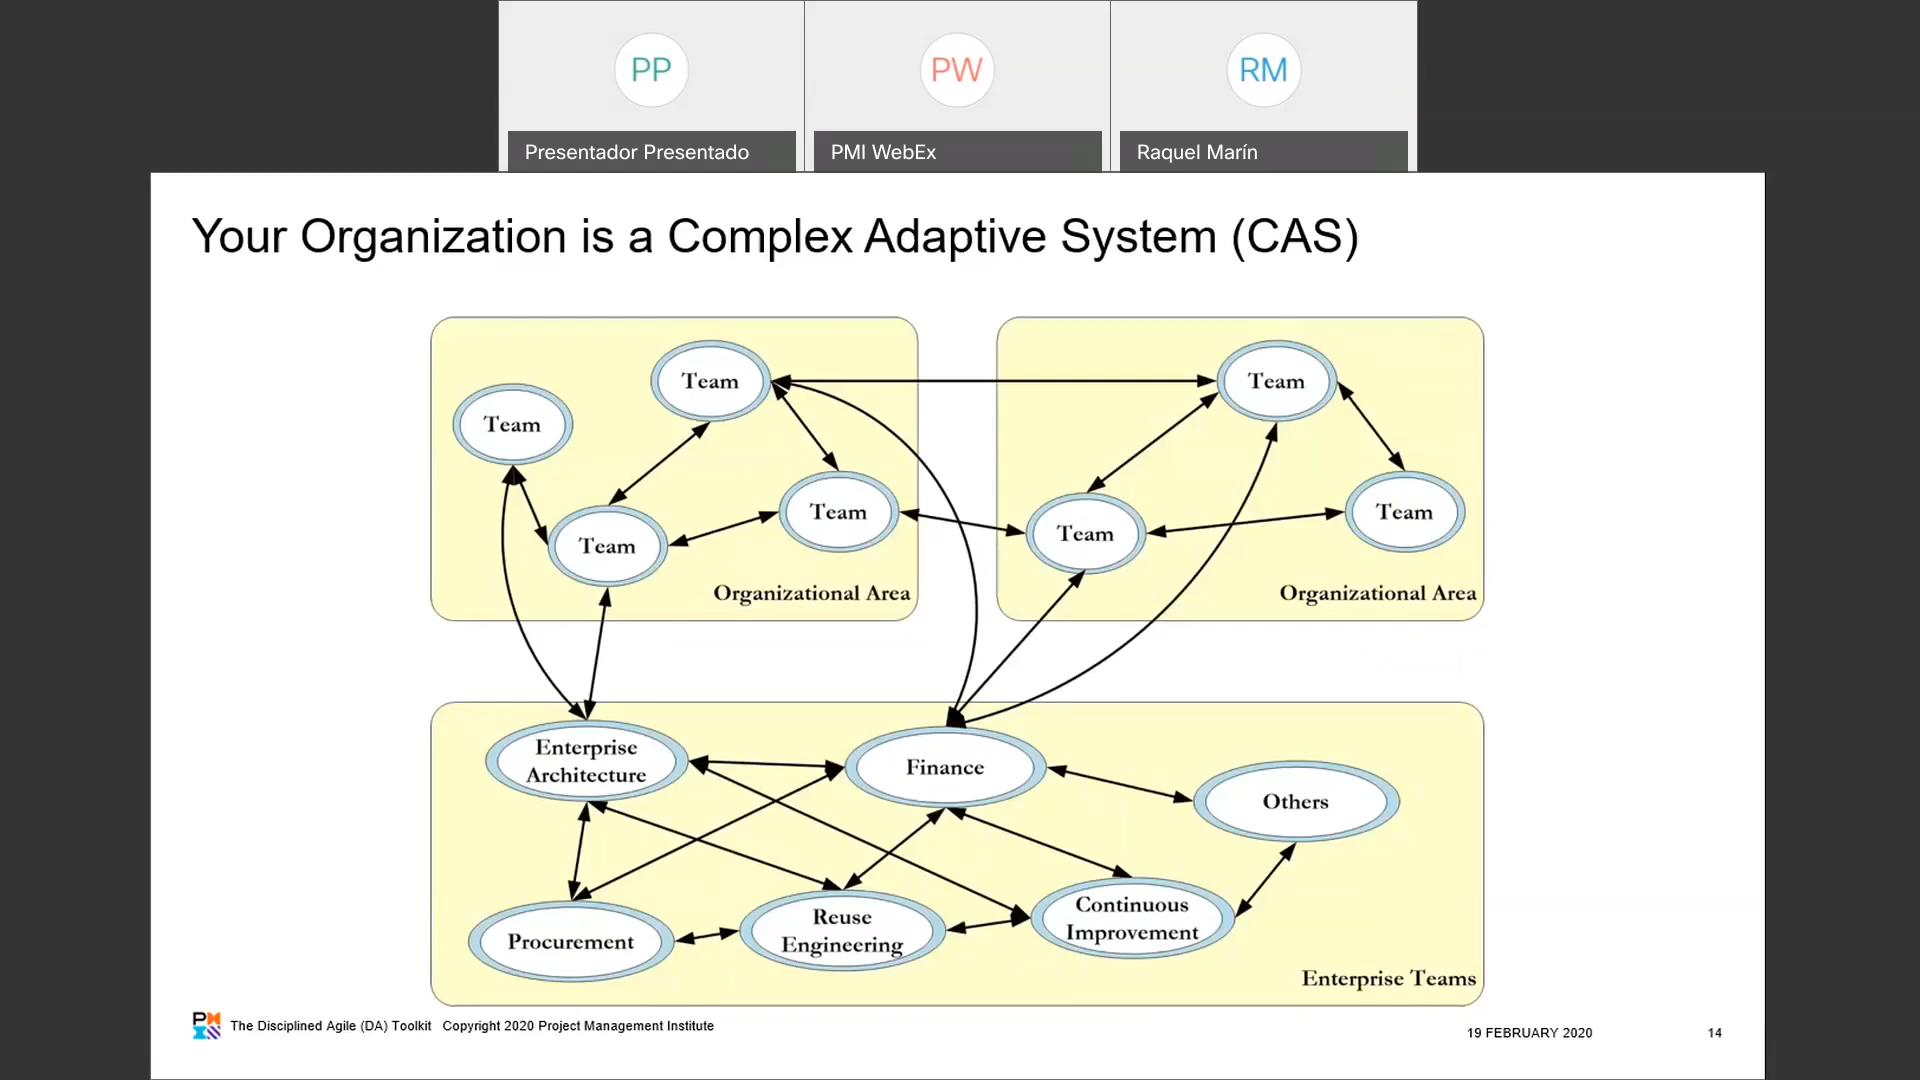 PP
PW
RM
Presentador Presentado
PMI WebEx
Raquel Marín
Your Organization is a Complex Adaptive System (CAS)
Team
Team
Team
Team
Organizational Area
Team
Team
Team
Organizational Area
Enterprise
Architecture
Finance
Others
Procurement
Reuse
Engineering
Continuous
Improvement
Enterprise Teams
The Disciplined Agile (DA) Toolkit Copyright 2020 Project Management Institute
19 FEBRUARY 2020
14